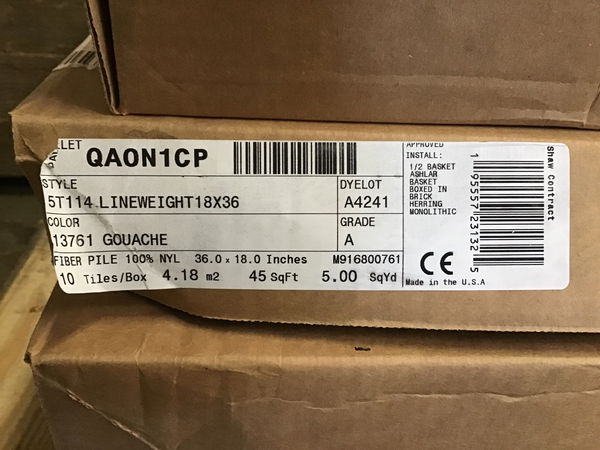 LLET QAON1CP
STYLE
5T114 LINEWEIGHT18X36
DYELOT
A4241
COLOR
13761 GOUACHE
GRADE
A
FIBER PILE 100% NYL 36.0 x 18.0 Inches M916800761
10 Tiles/Box 4.18 m2 45 SqFt 5.00 SqYd
APPROVED
INSTALL:
1/2 BASKET
ASHLAR
BASKET
BOXED IN
BRICK
HERRING
MONOLITHIC
CE
Made in the U.S.A
Shaw Contract